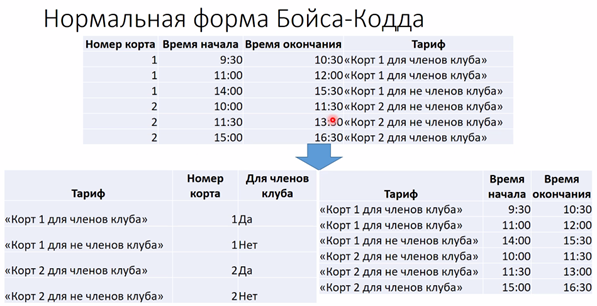 Нормальная форма Бойса-Кодда
Номер корта Время начала Время окончания Тариф
1 9:30 10:30 «Корт 1 для членов клуба»
1 11:00 12:00 «Корт 1 для членов клуба»
1 14:00 15:30 «Корт 1 для не членов клуба»
2 10:00 11:30 «Корт 2 для не членов клуба»
2 11:30 13:30 «Корт 2 для не членов клуба»
2 15:00 16:30 «Корт 2 для членов клуба»
Тариф Номер корта Для членов клуба
«Корт 1 для членов клуба» 1 Да
«Корт 1 для не членов клуба» 1 Нет
«Корт 2 для членов клуба» 2 Да
«Корт 2 для не членов клуба» 2 Нет
Тариф Время начала Время окончания
«Корт 1 для членов клуба» 9:30 10:30
«Корт 1 для членов клуба» 11:00 12:00
«Корт 1 для не членов клуба» 14:00 15:30
«Корт 2 для не членов клуба» 10:00 11:30
«Корт 2 для не членов клуба» 11:30 13:00
«Корт 2 для членов клуба» 15:00 16:30